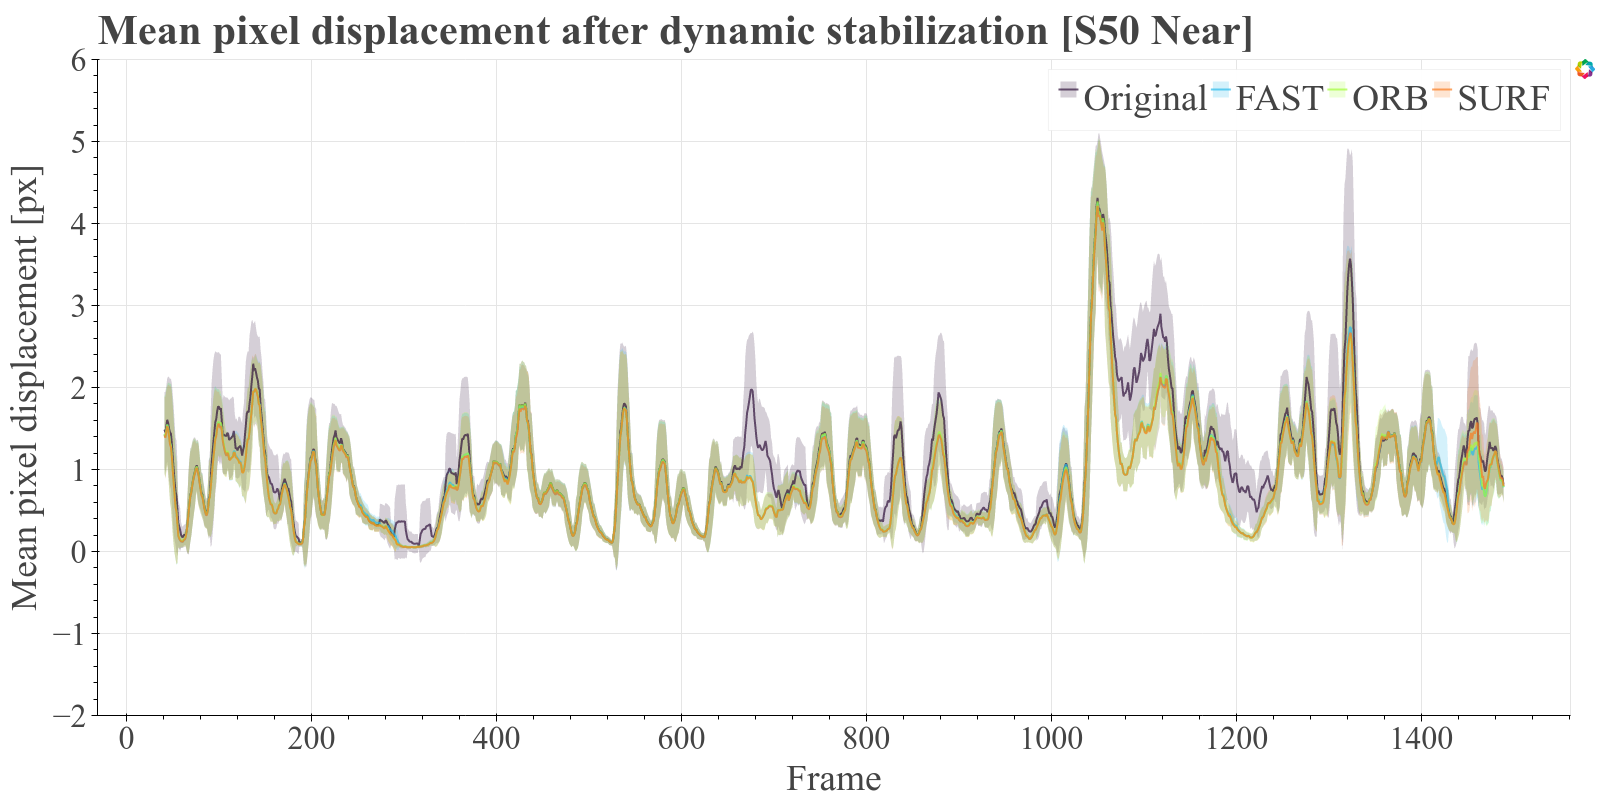 Mean pixel displacement after dynamic stabilization [S50 Near]
Original FAST ORB SURF
Mean pixel displacement [px]
6
5
4
3
2
1
0
−1
−2
0 200 400 600 800 1000 1200 1400
Frame